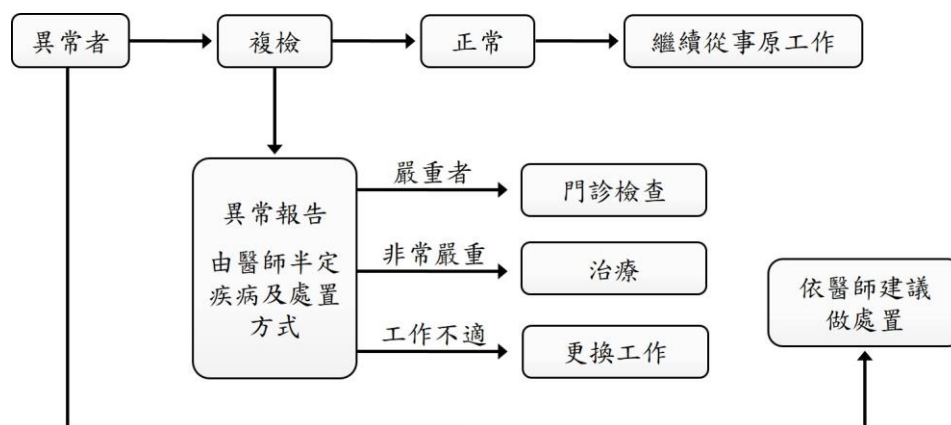 異常者
複檢
正常
繼續從事原工作
異常報告
由醫師半定
疾病及處置
方式
嚴重者
門診檢查
非常嚴重
治療
工作不適
更換工作
依醫師建議
做處置